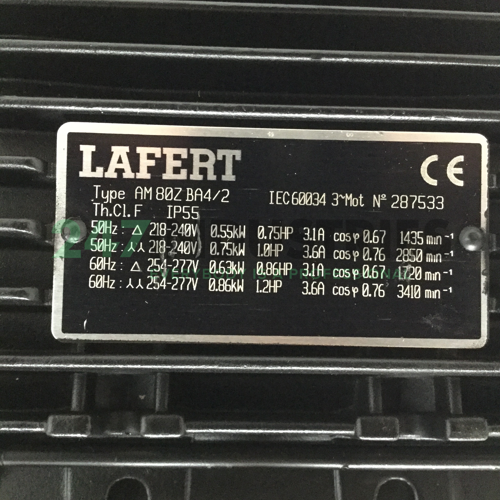 LAFERT CE
Type AM 80Z BA4/2 IEC60034 3~Mot Nº 287533
Th.Cl.F IP55
50Hz: △ 218-240V 0.55kW 0.75HP 3.1A cosφ 0.67 1435 min⁻¹
50Hz: ⅄⅄ 218-240V 0.75kW 1.0HP 3.6A cosφ 0.76 2850 min⁻¹
60Hz: △ 254-277V 0.63kW 0.86HP 3.1A cosφ 0.67 1720 min⁻¹
60Hz: ⅄⅄ 254-277V 0.86kW 1.2HP 3.6A cosφ 0.76 3410 min⁻¹